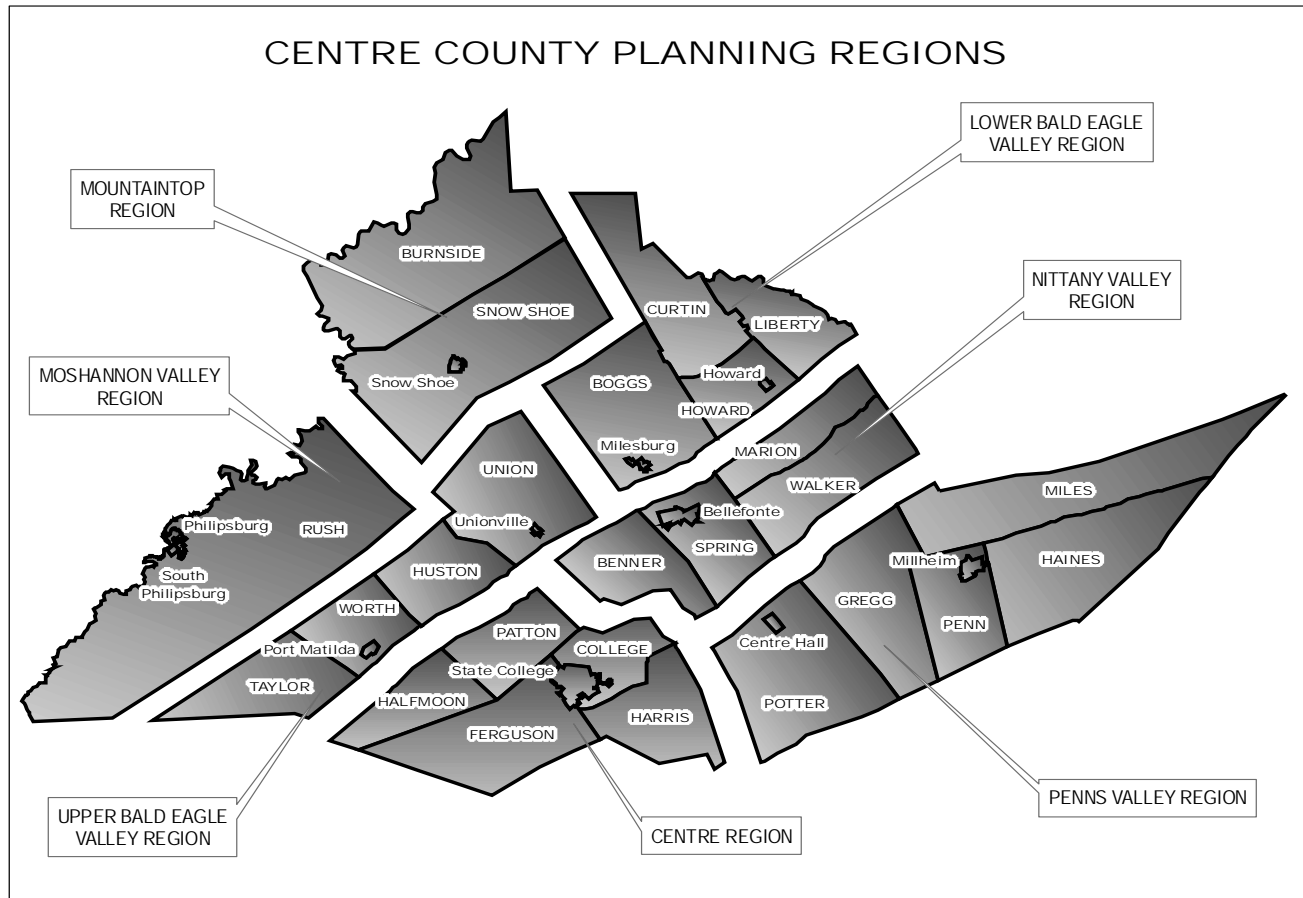 CENTRE COUNTY PLANNING REGIONS
LOWER BALD EAGLE
VALLEY REGION
MOUNTAINTOP
REGION
BURNSIDE
NITTANY VALLEY
REGION
SNOW SHOE
CURTIN
LIBERTY
MOSHANNON VALLEY
REGION
Snow Shoe
BOGGS
Howard
HOWARD
Milesburg
MARION
UNION
WALKER
MILES
Unionville
Bellefonte
Philipsburg
RUSH
SPRING
BENNER
Millheim
HAINES
South
Philipsburg
HUSTON
WORTH
GREGG
PENN
PATTON
Centre Hall
Port Matilda
COLLEGE
State College
TAYLOR
HALFMOON
POTTER
HARRIS
FERGUSON
PENNS VALLEY REGION
UPPER BALD EAGLE
VALLEY REGION
CENTRE REGION